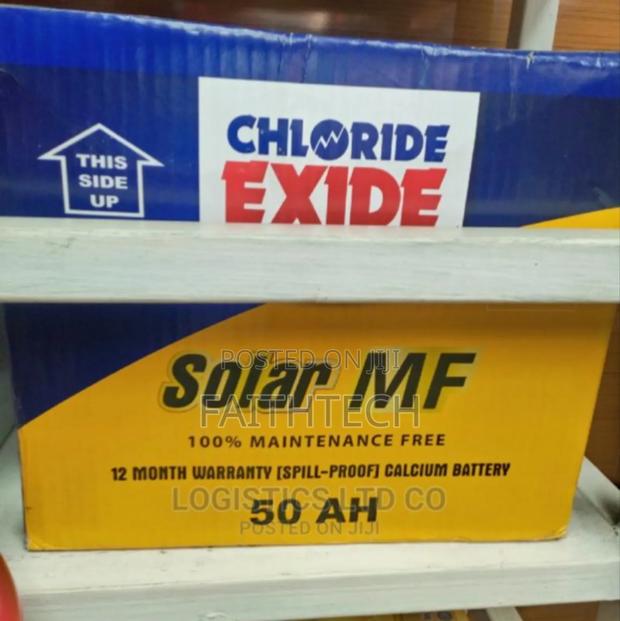 THIS
SIDE
UP
CHLORIDE
EXIDE
POSTED ON JIJI
Solar MF
FAITHTECH
100% MAINTENANCE FREE
12 MONTH WARRANTY (SPILL-PROOF) CALCIUM BATTERY
LOGISTICS LTD CO
50 AH
POSTED ON JIJI